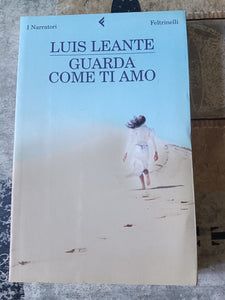 I Narratori Feltrinelli
LUIS LEANTE
GUARDA
COME TI AMO